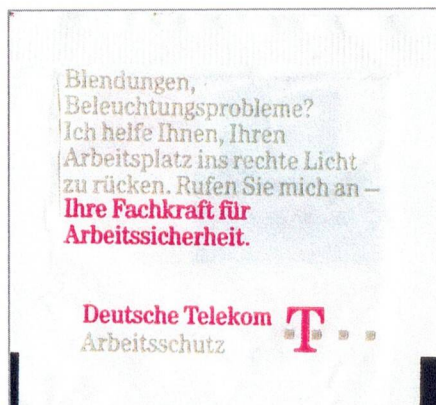 Blendungen,
Beleuchtungsprobleme?
Ich helfe Ihnen, Ihren
Arbeitsplatz ins rechte Licht
zu rücken. Rufen Sie mich an –
Ihre Fachkraft für
Arbeitssicherheit.
Deutsche Telekom T
Arbeitsschutz